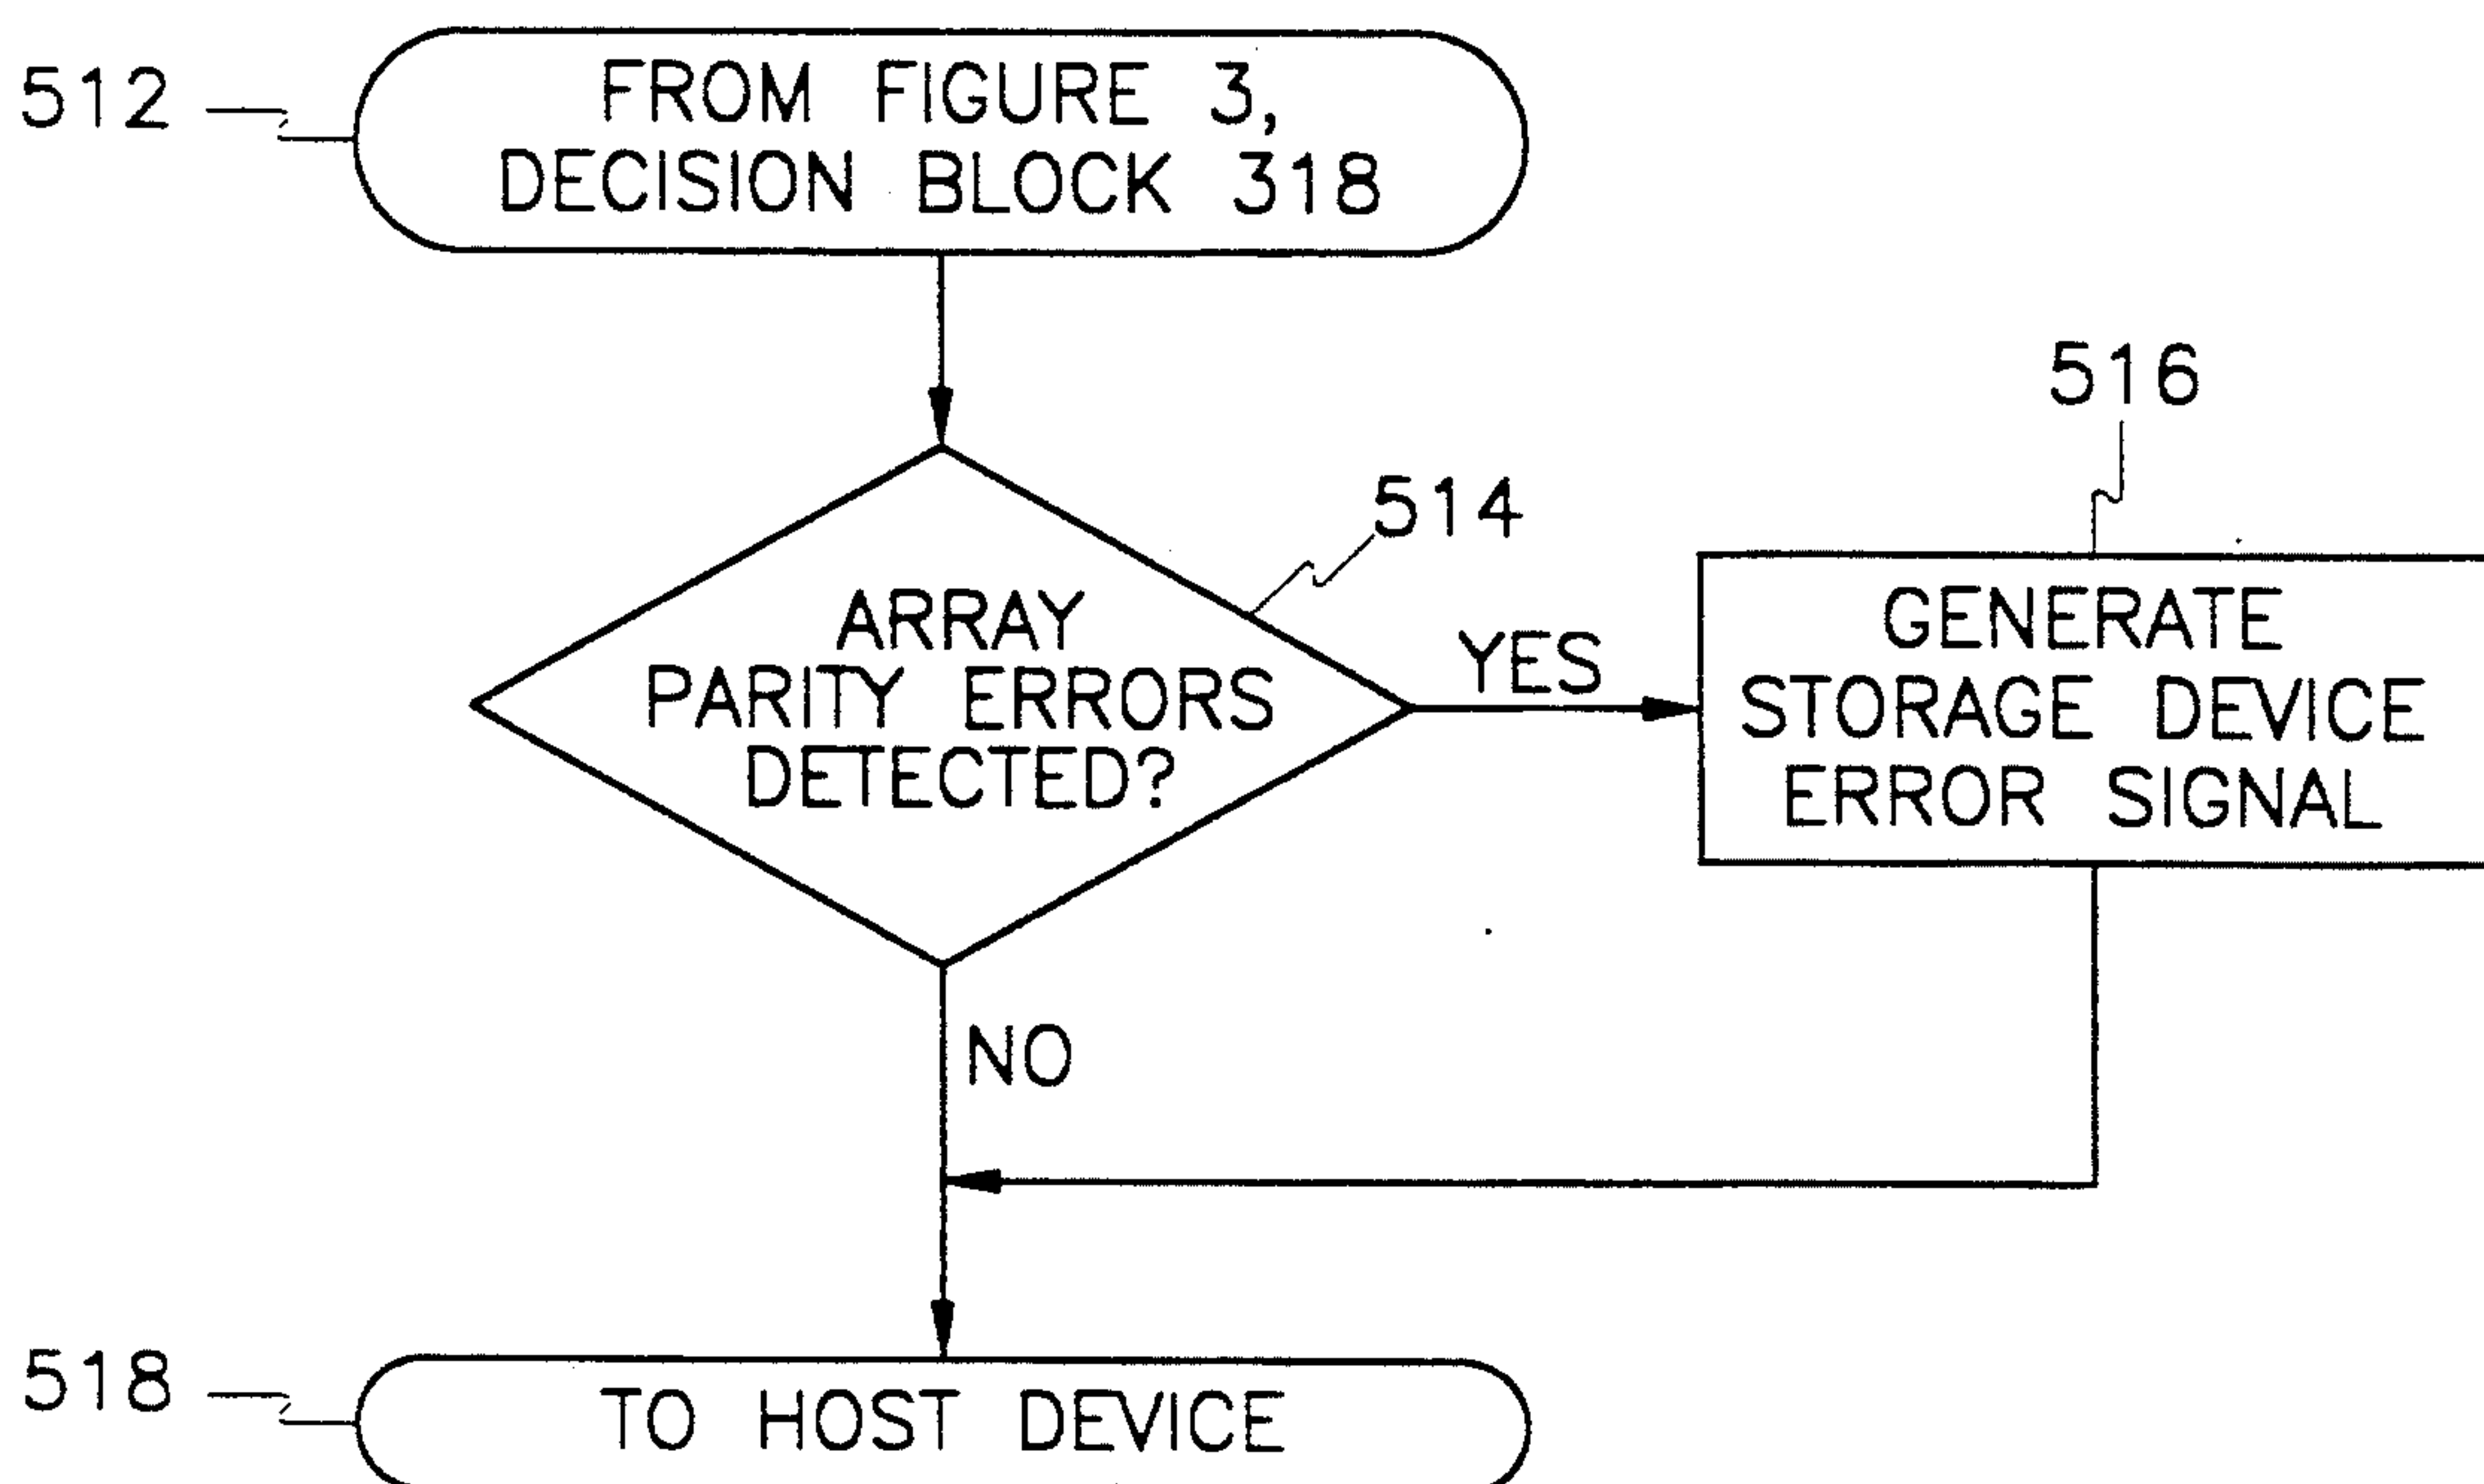 512
FROM FIGURE 3,
DECISION BLOCK 318
516
514
ARRAY
PARITY ERRORS
DETECTED?
YES
GENERATE
STORAGE DEVICE
ERROR SIGNAL
NO
518
TO HOST DEVICE